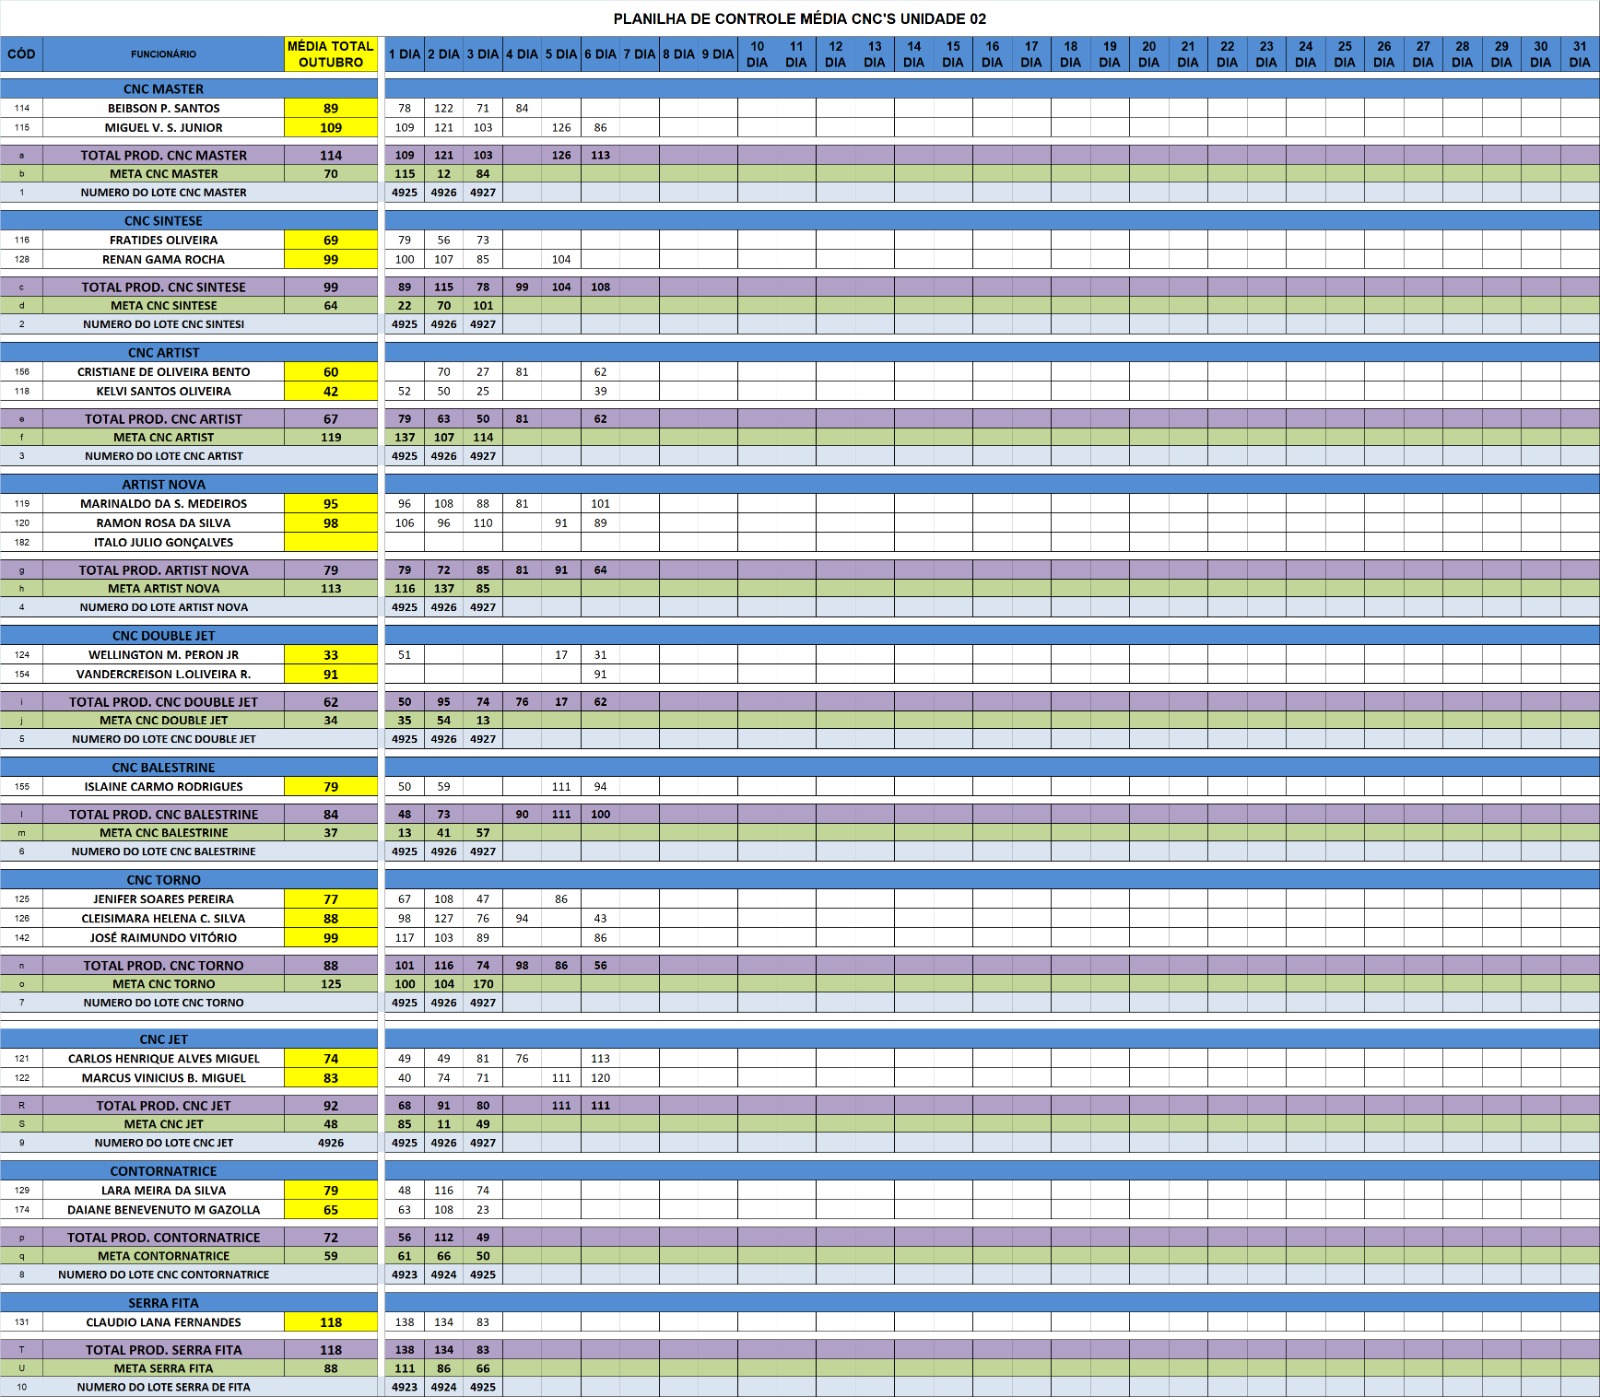 PLANILHA DE CONTROLE MÉDIA CNC'S UNIDADE 02
CÓD FUNCIONÁRIO MÉDIA TOTAL OUTUBRO 1 DIA 2 DIA 3 DIA 4 DIA 5 DIA 6 DIA 7 DIA 8 DIA 9 DIA 10 DIA 11 DIA 12 DIA 13 DIA 14 DIA 15 DIA 16 DIA 17 DIA 18 DIA 19 DIA 20 DIA 21 DIA 22 DIA 23 DIA 24 DIA 25 DIA 26 DIA 27 DIA 28 DIA 29 DIA 30 DIA 31 DIA
CNC MASTER
114 BEIBSON P. SANTOS 89 78 122 71 84
115 MIGUEL V. S. JUNIOR 109 109 121 103 126 86
a TOTAL PROD. CNC MASTER 114 109 121 103 126 113
b META CNC MASTER 70 115 12 84
1 NUMERO DO LOTE CNC MASTER 4925 4926 4927
CNC SINTESE
116 FRATIDES OLIVEIRA 69 79 56 73
128 RENAN GAMA ROCHA 99 100 107 85 104
c TOTAL PROD. CNC SINTESE 99 89 115 78 99 104 108
d META CNC SINTESE 64 22 70 101
2 NUMERO DO LOTE CNC SINTESI 4925 4926 4927
CNC ARTIST
156 CRISTIANE DE OLIVEIRA BENTO 60 70 27 81 62
118 KELVI SANTOS OLIVEIRA 42 52 50 25 39
e TOTAL PROD. CNC ARTIST 67 79 63 50 81 62
f META CNC ARTIST 119 137 107 114
3 NUMERO DO LOTE CNC ARTIST 4925 4926 4927
ARTIST NOVA
119 MARINALDO DA S. MEDEIROS 95 96 108 88 81 101
120 RAMON ROSA DA SILVA 98 106 96 110 91 89
182 ITALO JULIO GONÇALVES
g TOTAL PROD. ARTIST NOVA 79 79 72 85 81 91 64
h META ARTIST NOVA 113 116 137 85
4 NUMERO DO LOTE ARTIST NOVA 4925 4926 4927
CNC DOUBLE JET
124 WELLINGTON M. PERON JR 33 51 17 31
154 VANDERCREISON L.OLIVEIRA R. 91 91
i TOTAL PROD. CNC DOUBLE JET 62 50 95 74 76 17 62
j META CNC DOUBLE JET 34 35 54 13
5 NUMERO DO LOTE CNC DOUBLE JET 4925 4926 4927
CNC BALESTRINE
155 ISLAINE CARMO RODRIGUES 79 50 59 111 94
l TOTAL PROD. CNC BALESTRINE 84 48 73 90 111 100
m META CNC BALESTRINE 37 13 41 57
6 NUMERO DO LOTE CNC BALESTRINE 4925 4926 4927
CNC TORNO
125 JENIFER SOARES PEREIRA 77 67 108 47 86
126 CLEISIMARA HELENA C. SILVA 88 98 127 76 94 43
142 JOSÉ RAIMUNDO VITÓRIO 99 117 103 89 86
n TOTAL PROD. CNC TORNO 88 101 116 74 98 86 56
o META CNC TORNO 125 100 104 170
7 NUMERO DO LOTE CNC TORNO 4925 4926 4927
CNC JET
121 CARLOS HENRIQUE ALVES MIGUEL 74 49 49 81 76 113
122 MARCUS VINICIUS B. MIGUEL 83 40 74 71 111 120
R TOTAL PROD. CNC JET 92 68 91 80 111 111
S META CNC JET 48 85 11 49
9 NUMERO DO LOTE CNC JET 4926 4925 4926 4927
CONTORNATRICE
129 LARA MEIRA DA SILVA 79 48 116 74
174 DAIANE BENEVENUTO M GAZOLLA 65 63 108 23
p TOTAL PROD. CONTORNATRICE 72 56 112 49
q META CONTORNATRICE 59 61 66 50
8 NUMERO DO LOTE CNC CONTORNATRICE 4923 4924 4925
SERRA FITA
131 CLAUDIO LANA FERNANDES 118 138 134 83
T TOTAL PROD. SERRA FITA 118 138 134 83
U META SERRA FITA 88 111 86 66
10 NUMERO DO LOTE SERRA DE FITA 4923 4924 4925